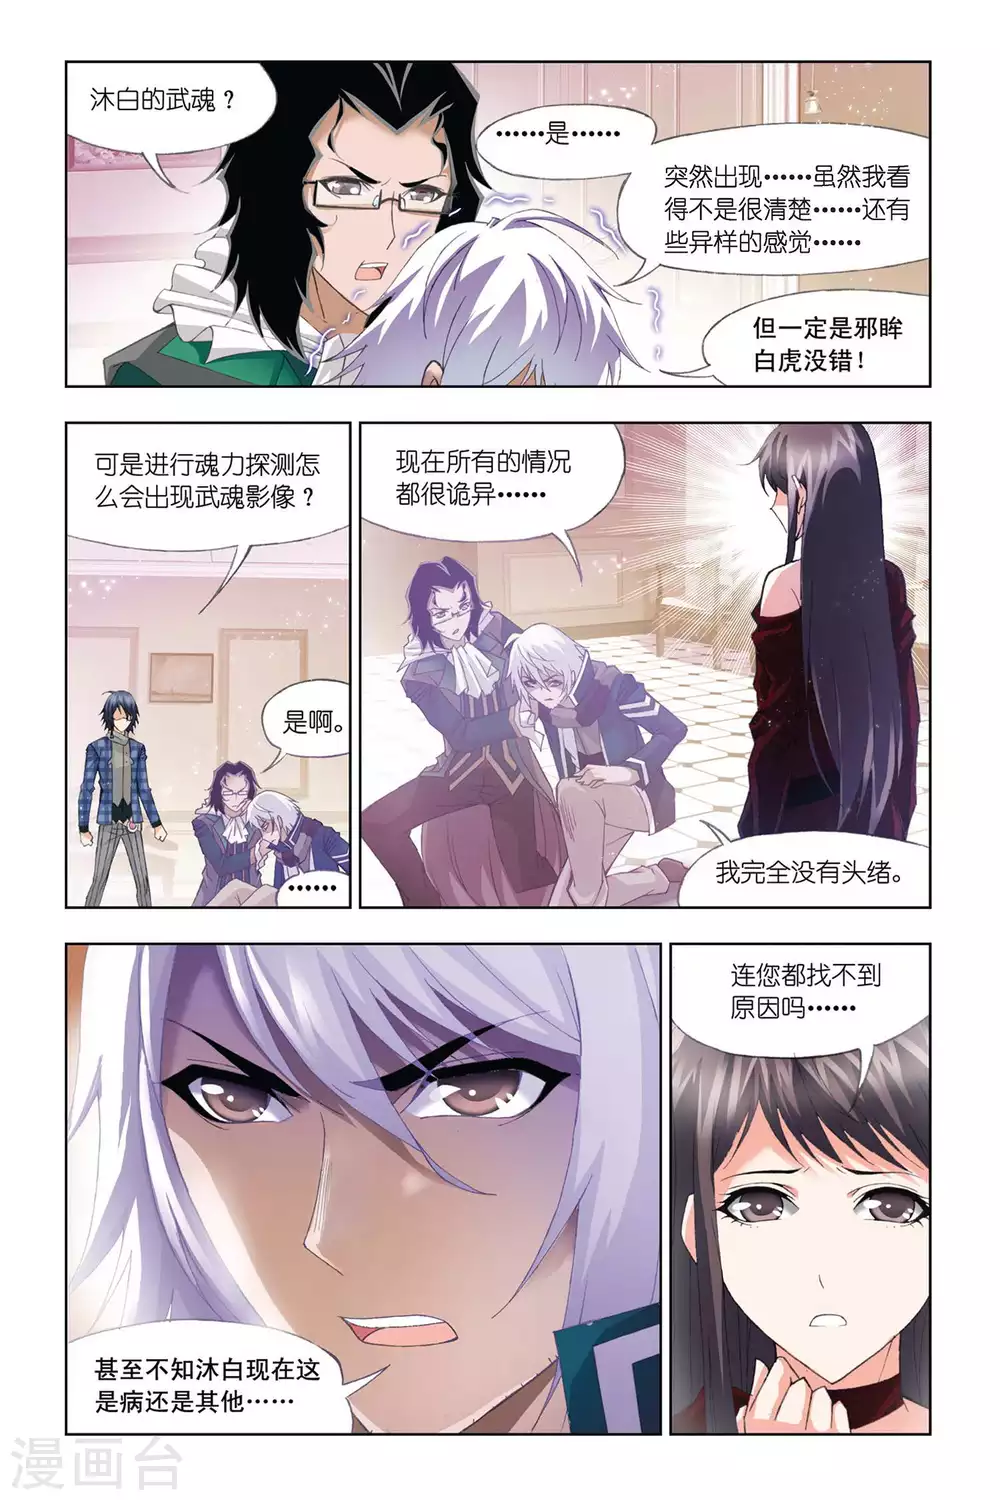 沐白的武魂？
……是……
突然出现……虽然我看
得不是很清楚……还有
些异样的感觉……
但一定是邪眸
白虎没错！
可是进行魂力探测怎
么会出现武魂影像？
是啊。
……
现在所有的情况
都很诡异……
我完全没有头绪。
甚至不知沐白现在这
是病还是其他……
连您都找不到
原因吗……
漫画台